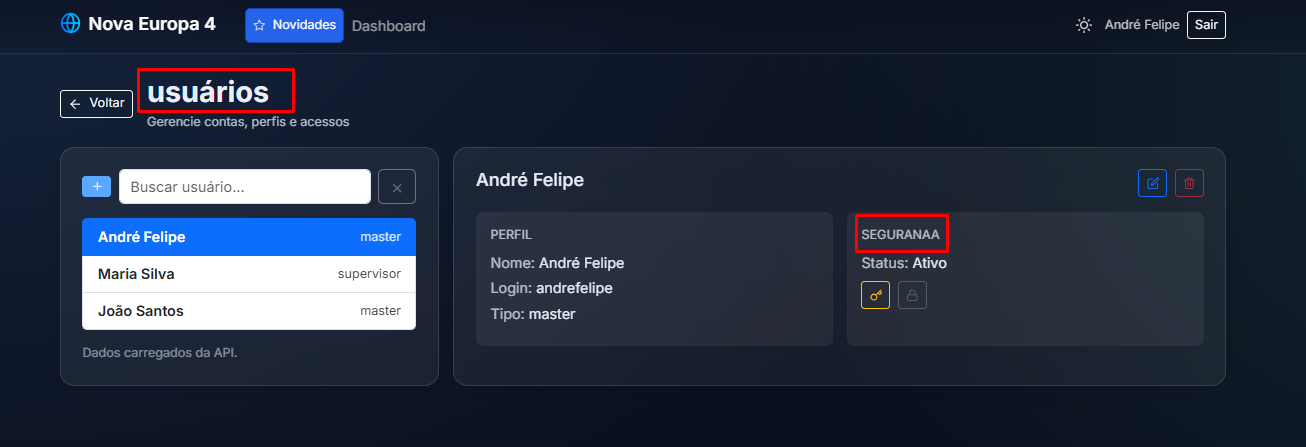 Nova Europa 4
Novidades
Dashboard
André Felipe
Sair
Voltar
usuários
Gerencie contas, perfis e acessos
Buscar usuário...
André Felipe master
Maria Silva supervisor
João Santos master
Dados carregados da API.
André Felipe
PERFIL
Nome: André Felipe
Login: andrefelipe
Tipo: master
SEGURANAA
Status: Ativo